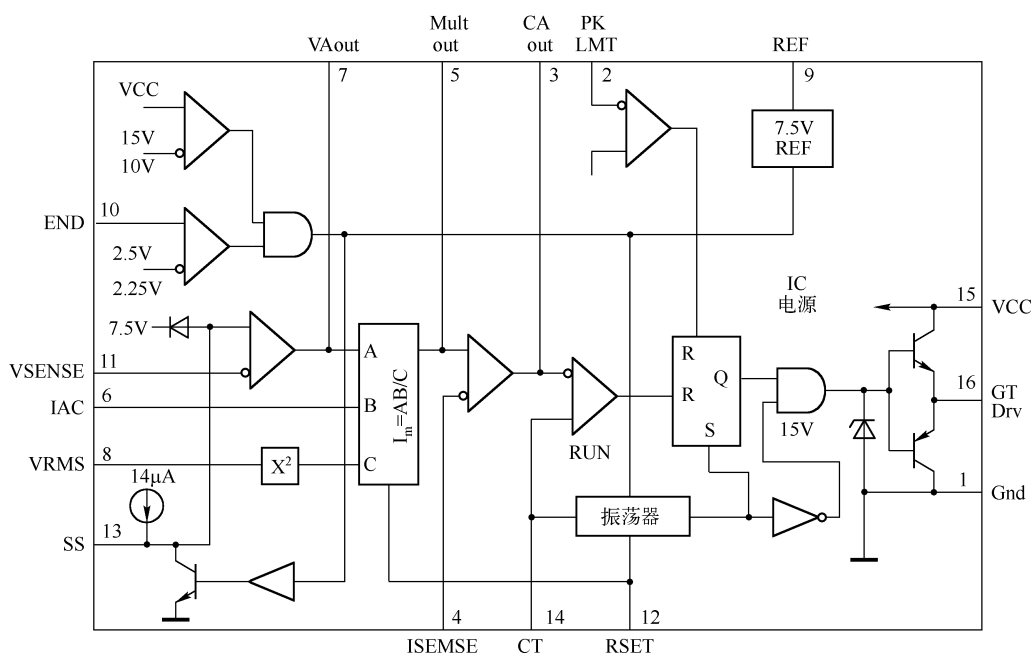 Mult
out
CA
out
PK
LMT
REF
VAout
7
5
3
2
9
VCC
15V
10V
7.5V
REF
END
10
2.5V
2.25V
IC
电源
15
VCC
7.5V
11
VSENSE
A
R
R
Q
S
16
GT
Drv
IAC
6
B
Im=AB/C
15V
RUN
VRMS
8
X²
C
1
Gnd
14μA
振荡器
SS
13
4
14
12
ISEMSE
CT
RSET